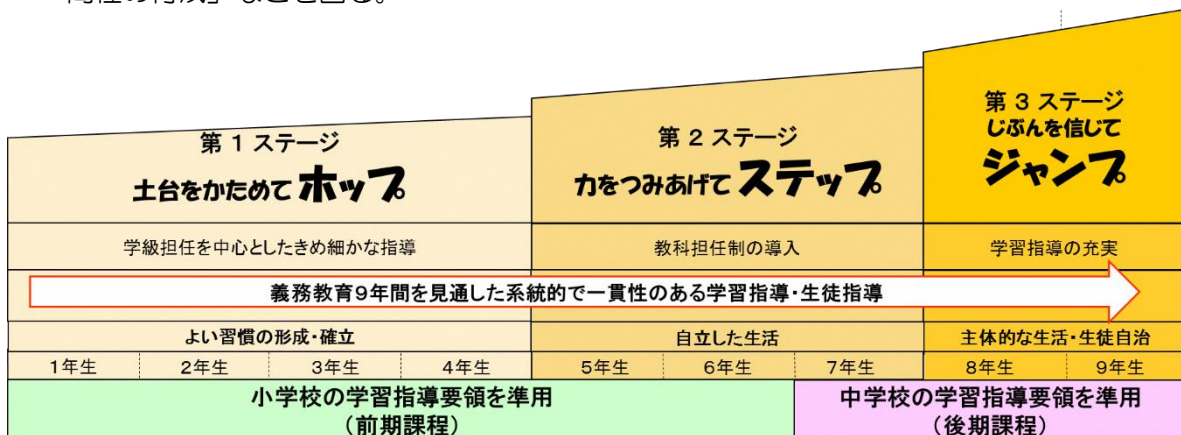 間性の育成」などを図る。
第1ステージ
土台をかためてホップ
第2ステージ
力をつみあげてステップ
第3ステージ
じぶんを信じて
ジャンプ
学級担任を中心としたきめ細かな指導
教科担任制の導入
学習指導の充実
義務教育9年間を見通した系統的で一貫性のある学習指導・生徒指導
よい習慣の形成・確立
自立した生活
主体的な生活・生徒自治
1年生
2年生
3年生
4年生
5年生
6年生
7年生
8年生
9年生
小学校の学習指導要領を準用
(前期課程)
中学校の学習指導要領を準用
(後期課程)